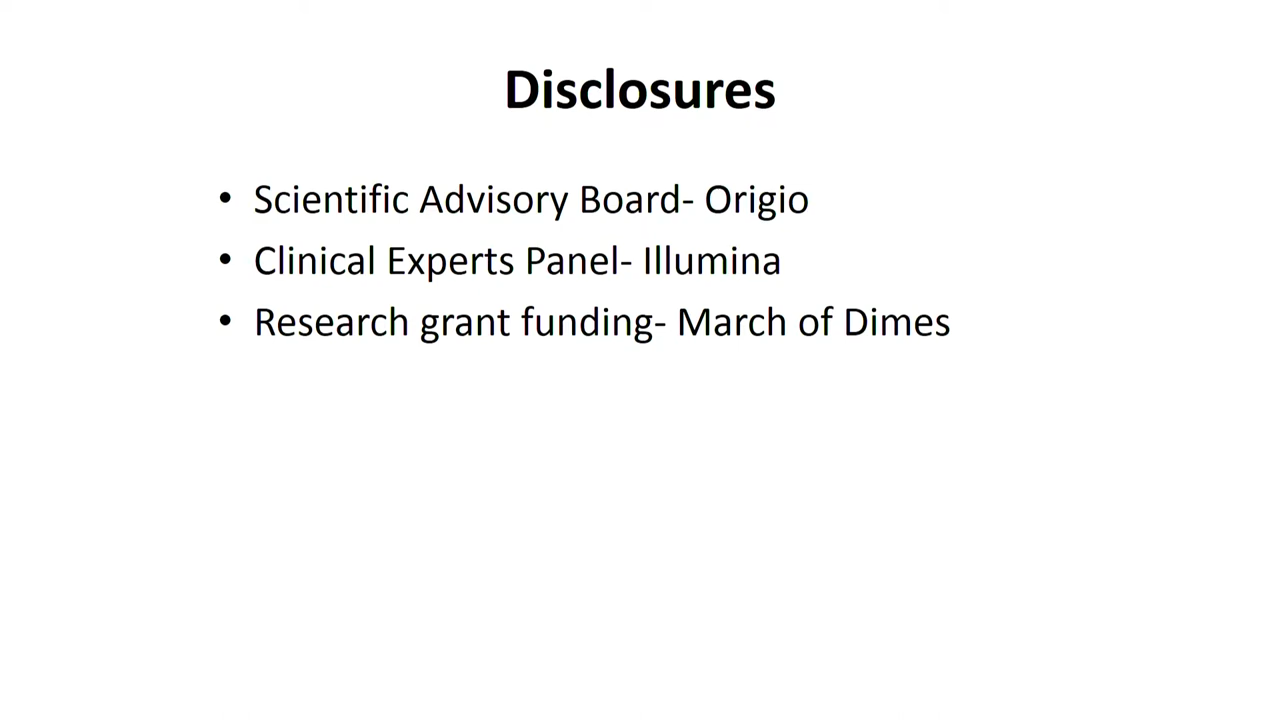 Disclosures
• Scientific Advisory Board- Origio
• Clinical Experts Panel- Illumina
• Research grant funding- March of Dimes